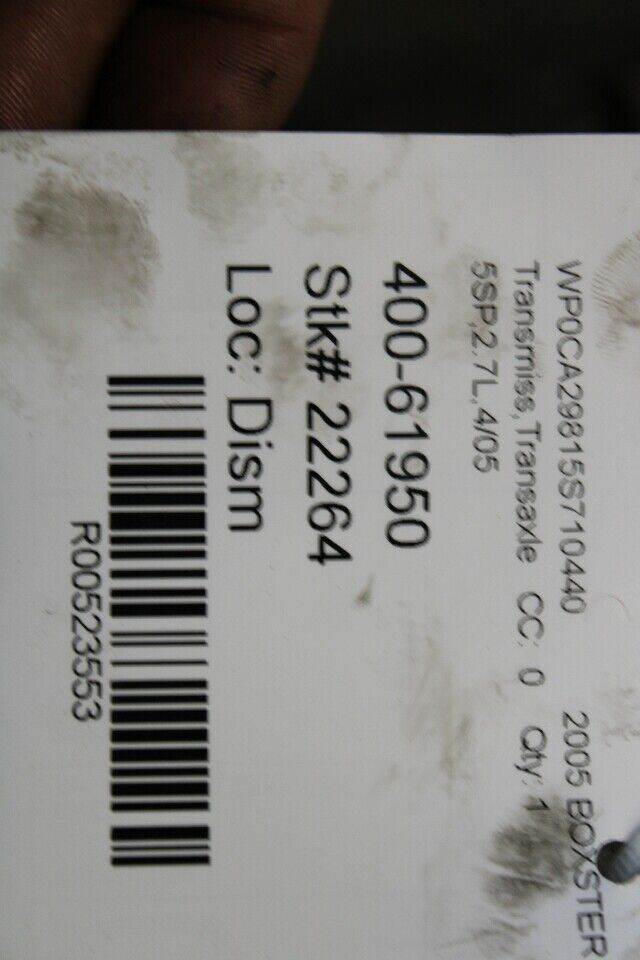 WP0CA29815S710440 2005 BOXSTER
Transmiss,Transaxle CC: 0 Qty: 1
5SP,2.7L,4/05
400-61950
Stk# 22264
Loc: Dism
R00523553